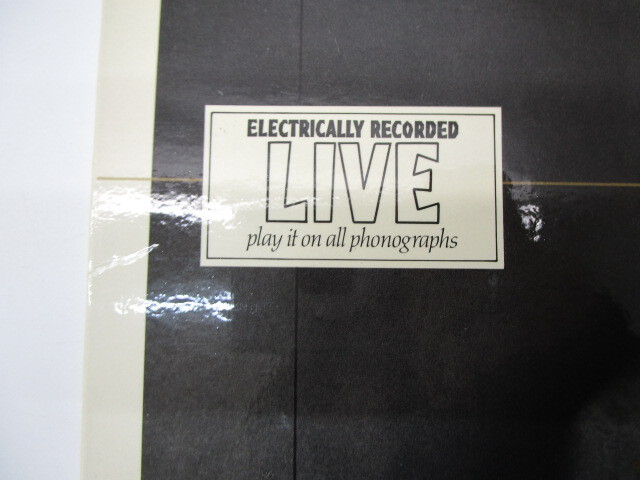 ELECTRICALLY RECORDED
LIVE
play it on all phonographs